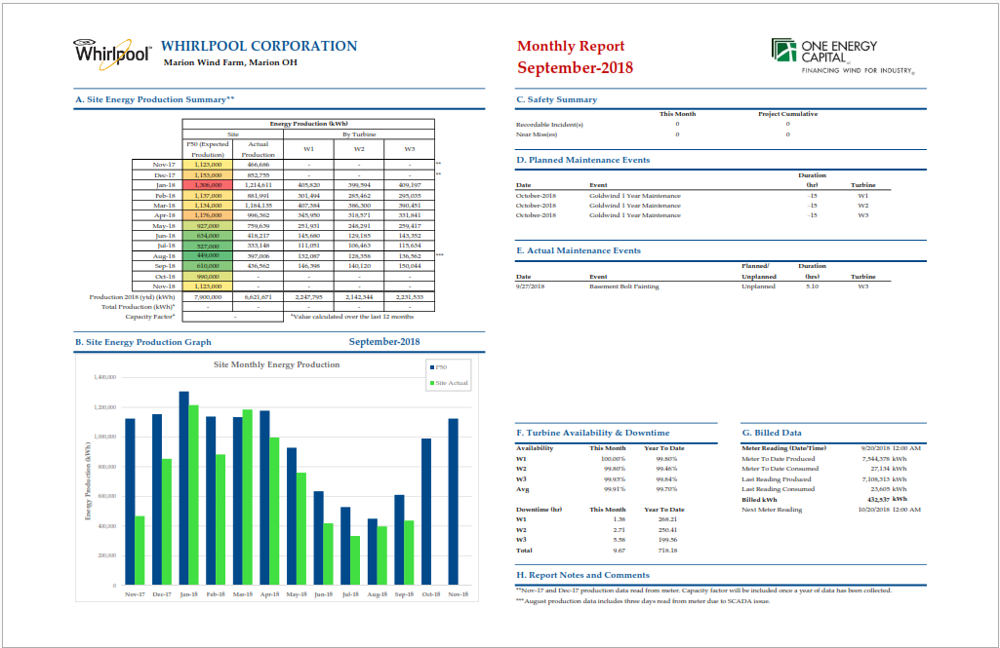 Whirlpool
WHIRLPOOL CORPORATION
Marion Wind Farm, Marion OH
Monthly Report
September-2018
ONE ENERGY
CAPITAL
FINANCING WIND FOR INDUSTRY
A. Site Energy Production Summary**
Energy Production (kWh)
Site By Turbine
P50 (Expected Prodution) Actual Production W1 W2 W3
Nov-17 1,123,000 466,686 - - - **
Dec-17 1,153,000 852,755 - - - **
Jan-18 1,306,000 1,214,611 405,820 399,594 409,197
Feb-18 1,137,000 881,991 301,494 285,462 295,035
Mar-18 1,134,000 1,184,135 407,384 386,300 390,451
Apr-18 1,176,000 996,362 345,950 318,571 331,841
May-18 927,000 759,639 251,931 248,291 259,417
Jun-18 634,000 418,217 145,680 129,185 143,352
Jul-18 527,000 333,148 111,051 106,463 115,634
Aug-18 449,000 397,006 132,087 128,358 136,562 ***
Sep-18 610,000 436,562 146,398 140,120 150,044
Oct-18 990,000 - - - -
Nov-18 1,123,000 - - - -
Production 2018 (ytd) (kWh) 7,900,000 6,621,671 2,247,795 2,142,344 2,231,533
Total Production (kWh)* - - - - -
Capacity Factor* - *Value calculated over the last 12 months
B. Site Energy Production Graph September-2018
Site Monthly Energy Production
P50
Site Actual
Energy Production (kWh)
1,400,000
1,200,000
1,000,000
800,000
600,000
400,000
200,000
0
Nov-17 Dec-17 Jan-18 Feb-18 Mar-18 Apr-18 May-18 Jun-18 Jul-18 Aug-18 Sep-18 Oct-18 Nov-18
C. Safety Summary
This Month Project Cumulative
Recordable Incident(s) 0 0
Near Miss(es) 0 0
D. Planned Maintenance Events
Date Event Duration (hr) Turbine
October-2018 Goldwind 1 Year Maintenance ~15 W1
October-2018 Goldwind 1 Year Maintenance ~15 W2
October-2018 Goldwind 1 Year Maintenance ~15 W3
E. Actual Maintenance Events
Date Event Planned/ Unplanned Duration (hrs) Turbine
9/27/2018 Basement Bolt Painting Unplanned 5.10 W3
F. Turbine Availability & Downtime
Availability This Month Year To Date
W1 100.00% 99.80%
W2 99.80% 99.46%
W3 99.93% 99.84%
Avg 99.91% 99.70%
Downtime (hr) This Month Year To Date
W1 1.38 268.21
W2 2.71 250.41
W3 5.58 199.56
Total 9.67 718.18
G. Billed Data
Meter Reading (Date/Time) 9/20/2018 12:00 AM
Meter To Date Produced 7,544,378 kWh
Meter To Date Consumed 27,134 kWh
Last Reading Produced 7,108,313 kWh
Last Reading Consumed 23,605 kWh
Billed kWh 432,537 kWh
Next Meter Reading 10/20/2018 12:00 AM
H. Report Notes and Comments
**Nov-17 and Dec-17 production data read from meter. Capacity factor will be included once a year of data has been collected.
***August production data includes three days read from meter due to SCADA issue.